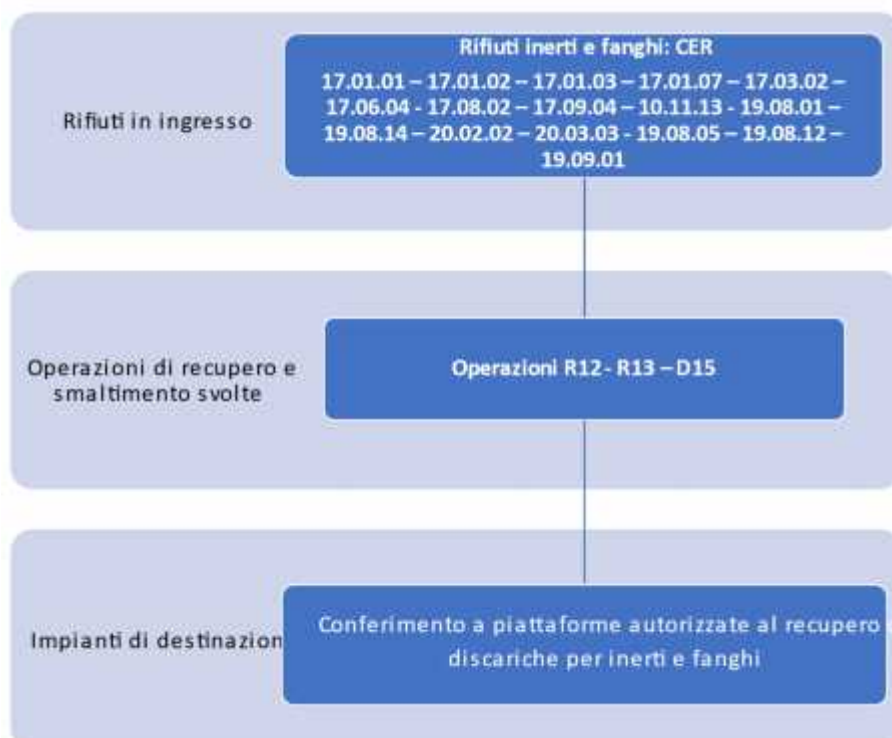 Rifiuti in ingresso
Rifiuti inerti e fanghi: CER
17.01.01 – 17.01.02 – 17.01.03 – 17.01.07 – 17.03.02 –
17.06.04 - 17.08.02 – 17.09.04 – 10.11.13 - 19.08.01 –
19.08.14 – 20.02.02 – 20.03.03 - 19.08.05 – 19.08.12 –
19.09.01
Operazioni di recupero e
smaltimento svolte
Operazioni R12- R13 – D15
Impianti di destinazion
Conferimento a piattaforme autorizzate al recupero
discariche per inerti e fanghi